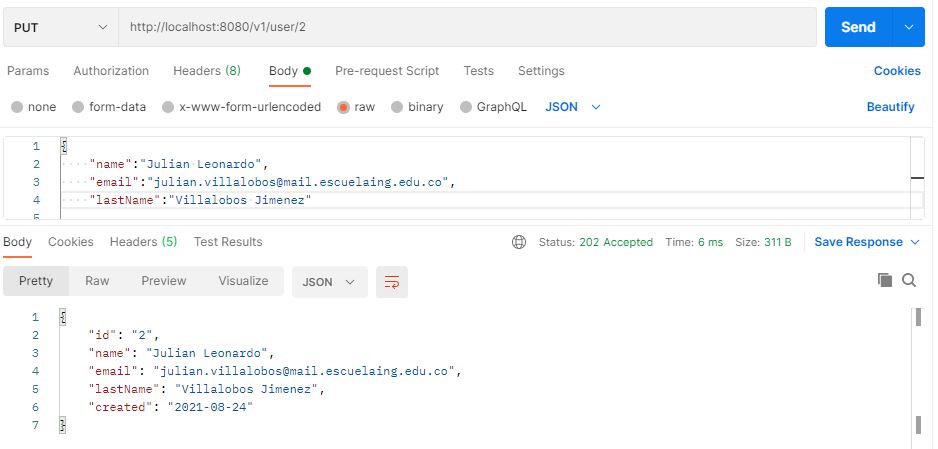 PUT http://localhost:8080/v1/user/2 Send
Params Authorization Headers (8) Body Pre-request Script Tests Settings Cookies
none form-data x-www-form-urlencoded raw binary GraphQL JSON Beautify
1 {
2 "name":"Julian Leonardo",
3 "email":"julian.villalobos@mail.escuelaing.edu.co",
4 "lastName":"Villalobos Jimenez"
5
Body Cookies Headers (5) Test Results Status: 202 Accepted Time: 6 ms Size: 311 B Save Response
Pretty Raw Preview Visualize JSON
1 {
2 "id": "2",
3 "name": "Julian Leonardo",
4 "email": "julian.villalobos@mail.escuelaing.edu.co",
5 "lastName": "Villalobos Jimenez",
6 "created": "2021-08-24"
7 }